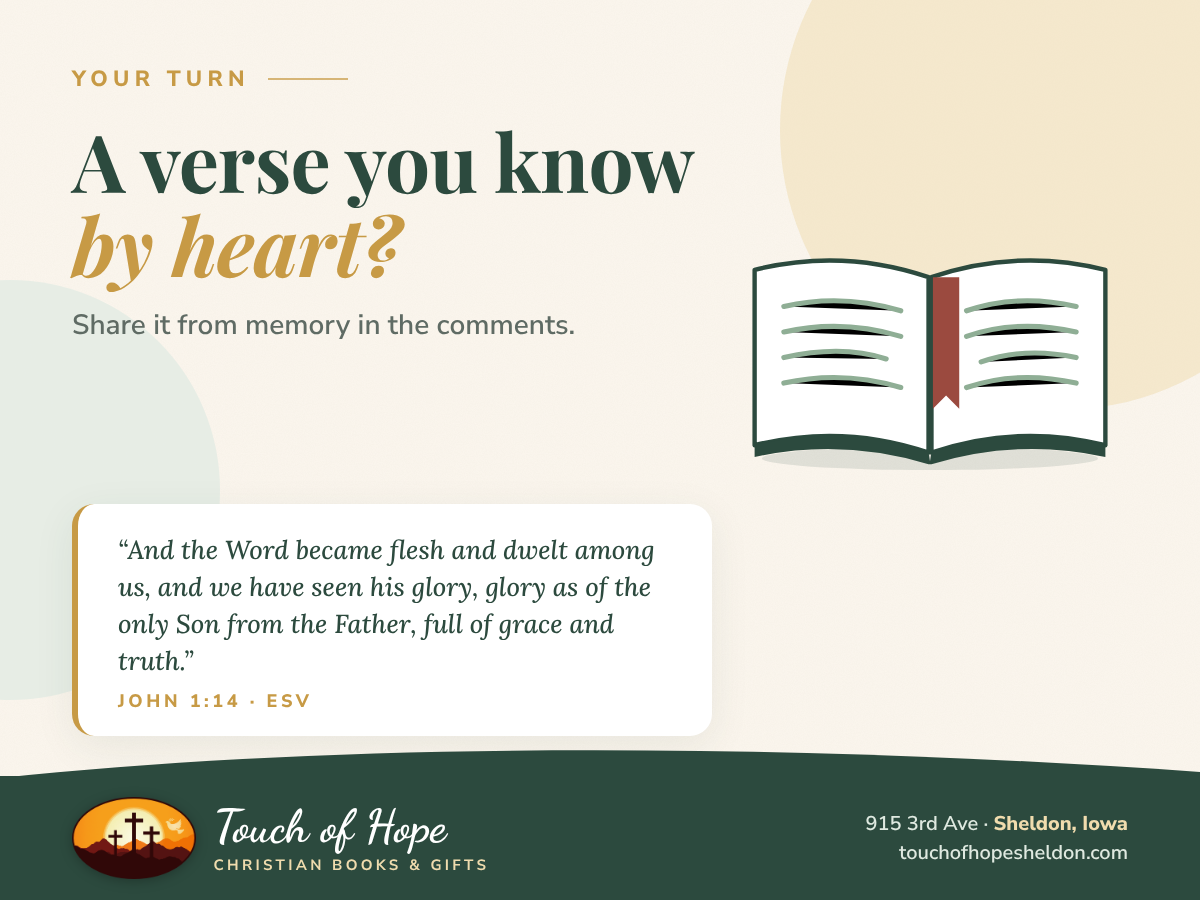 YOUR TURN
A verse you know
by heart?
Share it from memory in the comments.
“And the Word became flesh and dwelt among
us, and we have seen his glory, glory as of the
only Son from the Father, full of grace and
truth.”
JOHN 1:14 · ESV
Touch of Hope
CHRISTIAN BOOKS & GIFTS
915 3rd Ave · Sheldon, Iowa
touchofhopesheldon.com